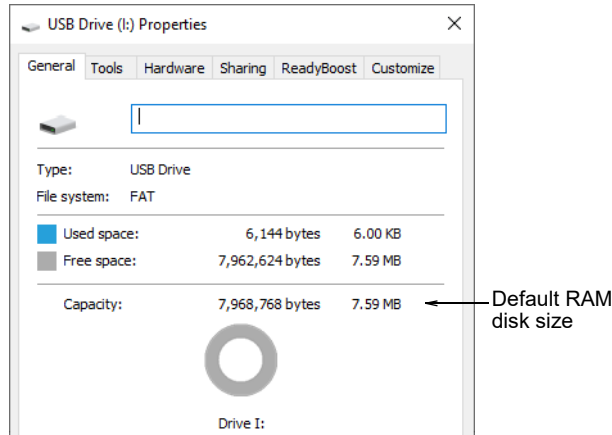 USB Drive (I:) Properties
General Tools Hardware Sharing ReadyBoost Customize
Type: USB Drive
File system: FAT
Used space: 6,144 bytes 6.00 KB
Free space: 7,962,624 bytes 7.59 MB
Capacity: 7,968,768 bytes 7.59 MB
Default RAM
disk size
Drive I: